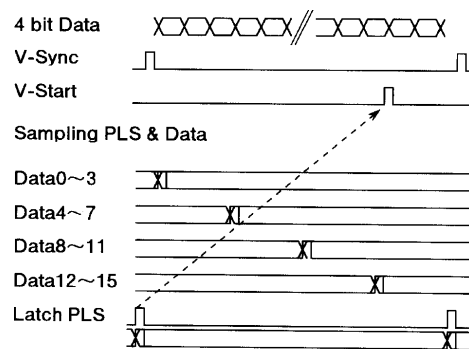 4 bit Data
V-Sync
V-Start
Sampling PLS & Data
Data0～3
Data4～7
Data8～11
Data12～15
Latch PLS